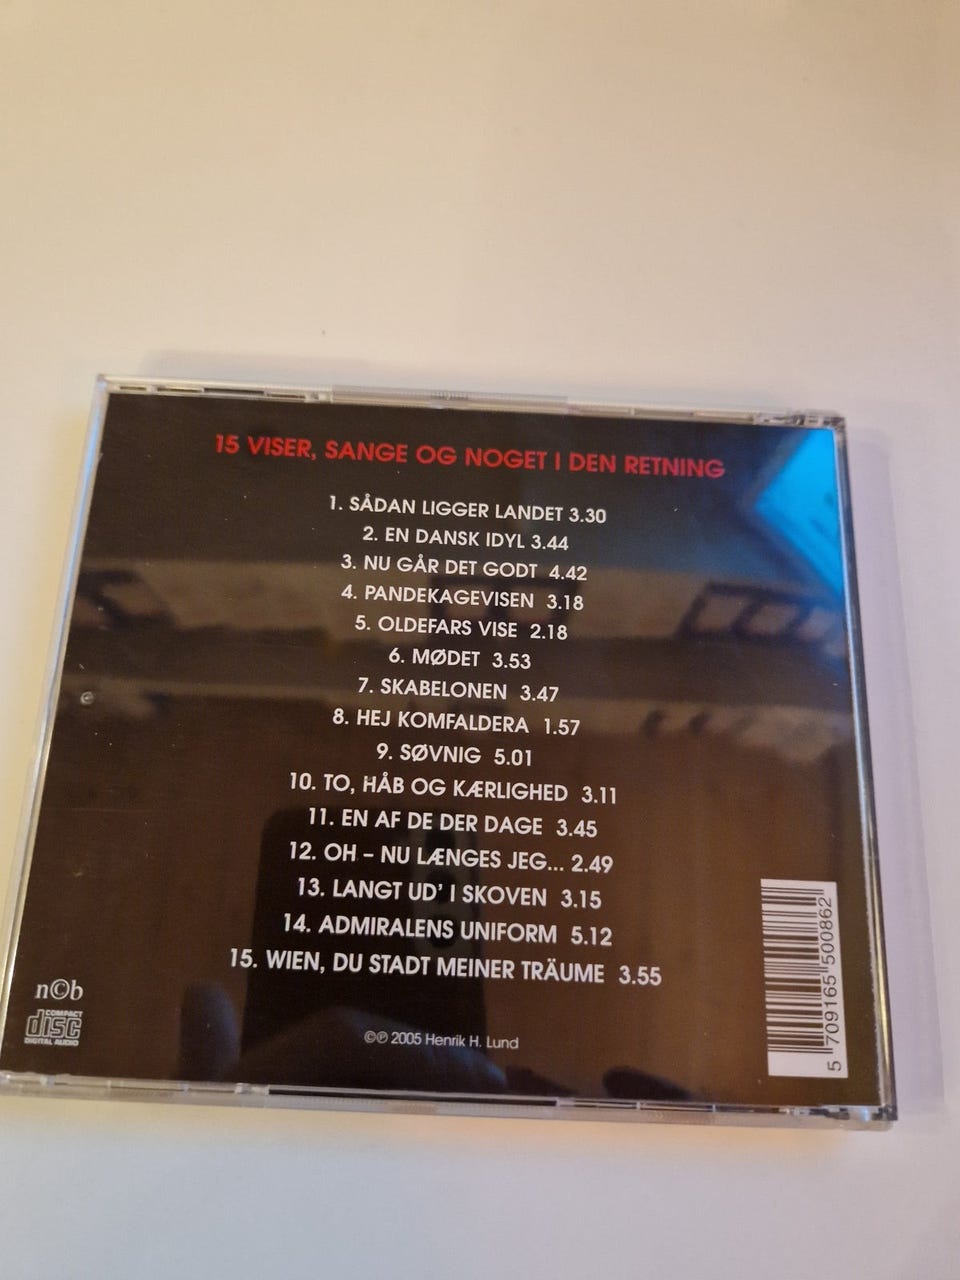 15 VISER, SANGE OG NOGET I DEN RETNING
1. SÅDAN LIGGER LANDET 3.30
2. EN DANSK IDYL 3.44
3. NU GÅR DET GODT 4.42
4. PANDEKAGEVISEN 3.18
5. OLDEFARS VISE 2.18
6. MØDET 3.53
7. SKABELONEN 3.47
8. HEJ KOMFALDERA 1.57
9. SØVNIG 5.01
10. TO, HÅB OG KÆRLIGHED 3.11
11. EN AF DE DER DAGE 3.45
12. OH – NU LÆNGES JEG... 2.49
13. LANGT UD' I SKOVEN 3.15
14. ADMIRALENS UNIFORM 5.12
15. WIEN, DU STADT MEINER TRÄUME 3.55
n©b
COMPACT
disc
DIGITAL AUDIO
©℗ 2005 Henrik H. Lund
5 709165 500862